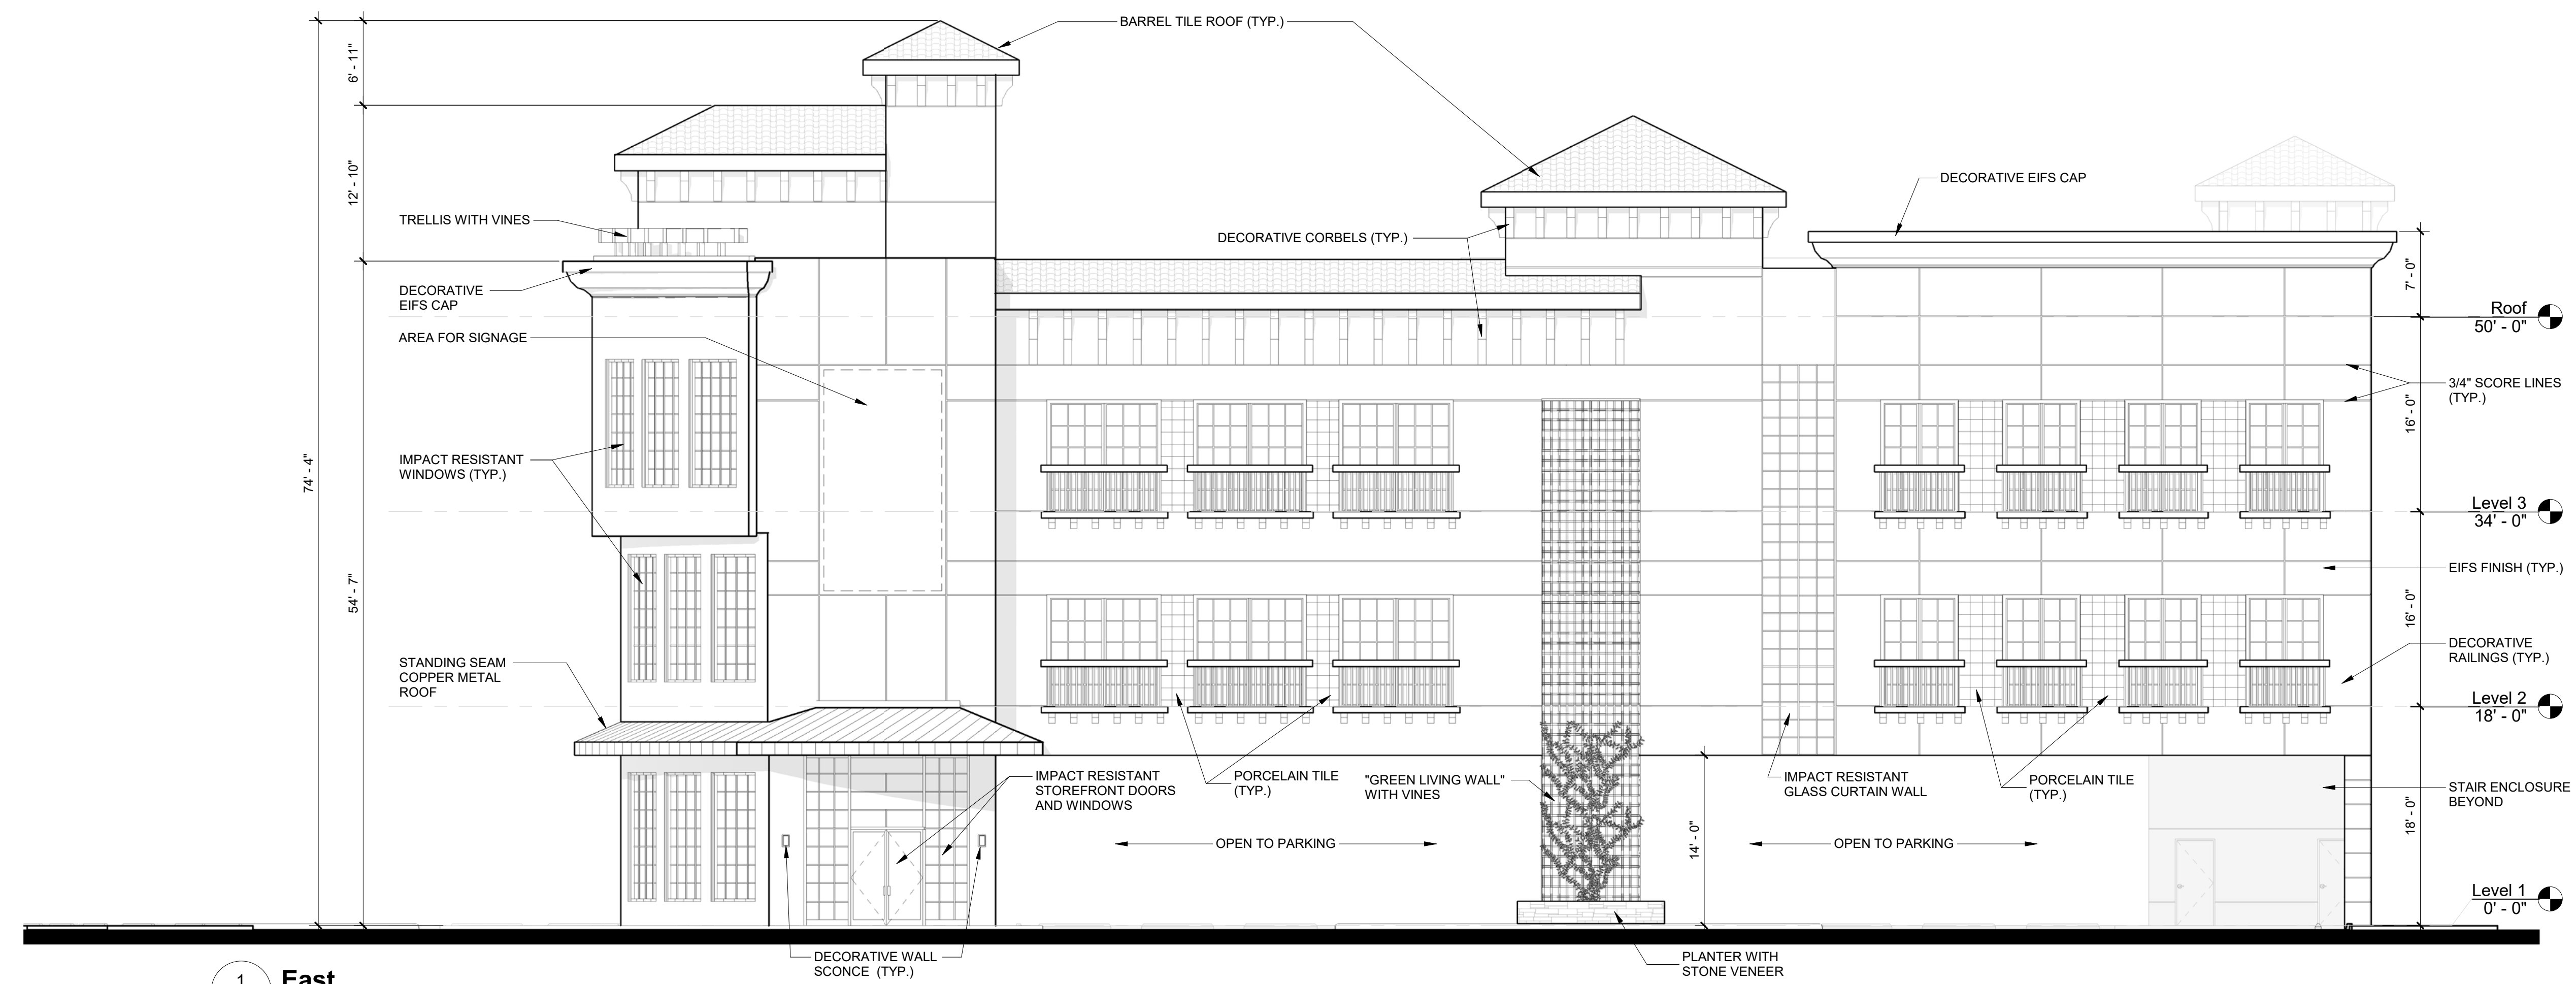 BARREL TILE ROOF (TYP.)
6' - 11"
12' - 10"
54' - 7"
74' - 4"
TRELLIS WITH VINES
DECORATIVE
EIFS CAP
AREA FOR SIGNAGE
IMPACT RESISTANT
WINDOWS (TYP.)
STANDING SEAM
COPPER METAL
ROOF
DECORATIVE CORBELS (TYP.)
DECORATIVE EIFS CAP
7' - 0"
Roof
50' - 0"
3/4" SCORE LINES
(TYP.)
16' - 0"
Level 3
34' - 0"
EIFS FINISH (TYP.)
16' - 0"
DECORATIVE
RAILINGS (TYP.)
Level 2
18' - 0"
IMPACT RESISTANT
STOREFRONT DOORS
AND WINDOWS
PORCELAIN TILE
(TYP.)
"GREEN LIVING WALL"
WITH VINES
IMPACT RESISTANT
GLASS CURTAIN WALL
PORCELAIN TILE
(TYP.)
STAIR ENCLOSURE
BEYOND
18' - 0"
14' - 0"
OPEN TO PARKING
OPEN TO PARKING
Level 1
0' - 0"
DECORATIVE WALL
SCONCE (TYP.)
PLANTER WITH
STONE VENEER
1
East